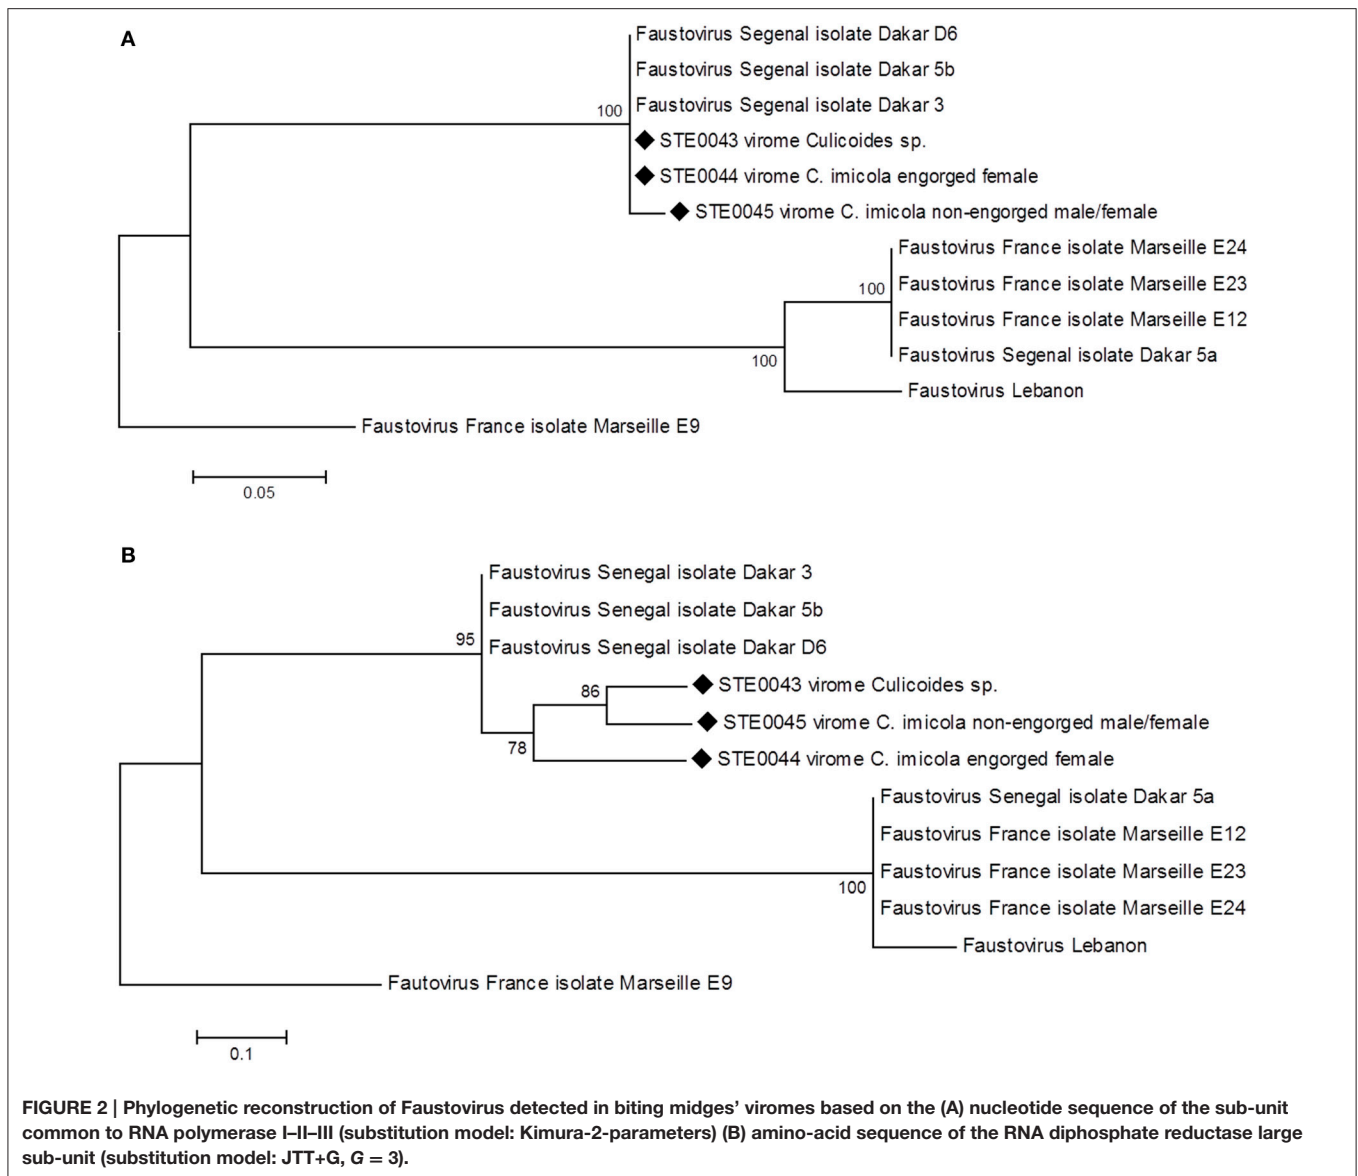 A
Faustovirus Segenal isolate Dakar D6
Faustovirus Segenal isolate Dakar 5b
Faustovirus Segenal isolate Dakar 3
100
STE0043 virome Culicoides sp.
STE0044 virome C. imicola engorged female
STE0045 virome C. imicola non-engorged male/female
Faustovirus France isolate Marseille E24
Faustovirus France isolate Marseille E23
100
Faustovirus France isolate Marseille E12
Faustovirus Segenal isolate Dakar 5a
100
Faustovirus Lebanon
Faustovirus France isolate Marseille E9
0.05
B
Faustovirus Senegal isolate Dakar 3
Faustovirus Senegal isolate Dakar 5b
95
Faustovirus Senegal isolate Dakar D6
STE0043 virome Culicoides sp.
86
STE0045 virome C. imicola non-engorged male/female
78
STE0044 virome C. imicola engorged female
Faustovirus Senegal isolate Dakar 5a
Faustovirus France isolate Marseille E12
Faustovirus France isolate Marseille E23
100
Faustovirus France isolate Marseille E24
Faustovirus Lebanon
Fautovirus France isolate Marseille E9
0.1
FIGURE 2 | Phylogenetic reconstruction of Faustovirus detected in biting midges' viromes based on the (A) nucleotide sequence of the sub-unit
common to RNA polymerase I–II–III (substitution model: Kimura-2-parameters) (B) amino-acid sequence of the RNA diphosphate reductase large
sub-unit (substitution model: JTT+G, G = 3).